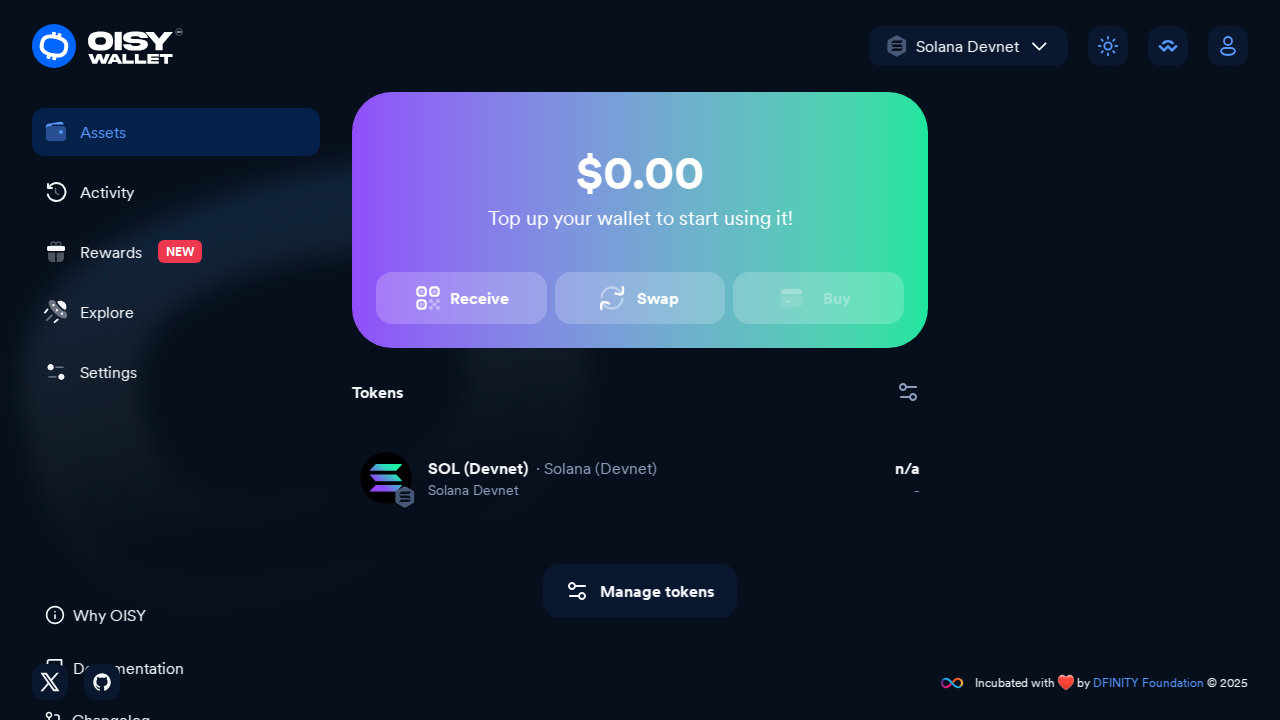 OISY
WALLET
Solana Devnet
Assets
Activity
Rewards NEW
Explore
Settings
$0.00
Top up your wallet to start using it!
Receive
Swap
Buy
Tokens
SOL (Devnet) · Solana (Devnet)
n/a
Solana Devnet
-
Manage tokens
Why OISY
Documentation
Changelog
Incubated with ❤️ by DFINITY Foundation © 2025